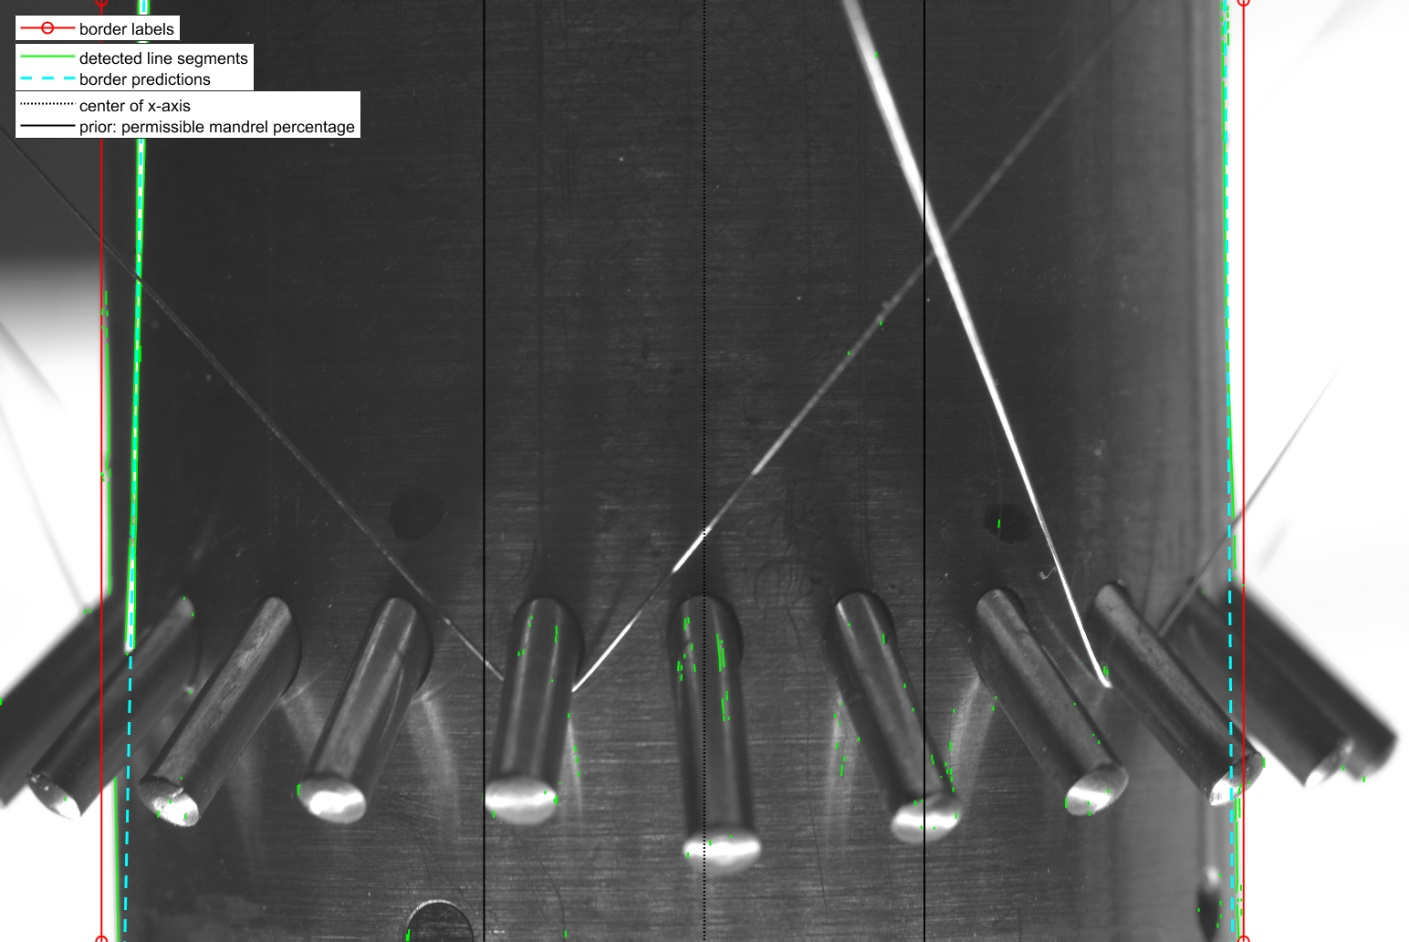 border labels
detected line segments
border predictions
center of x-axis
prior: permissible mandrel percentage